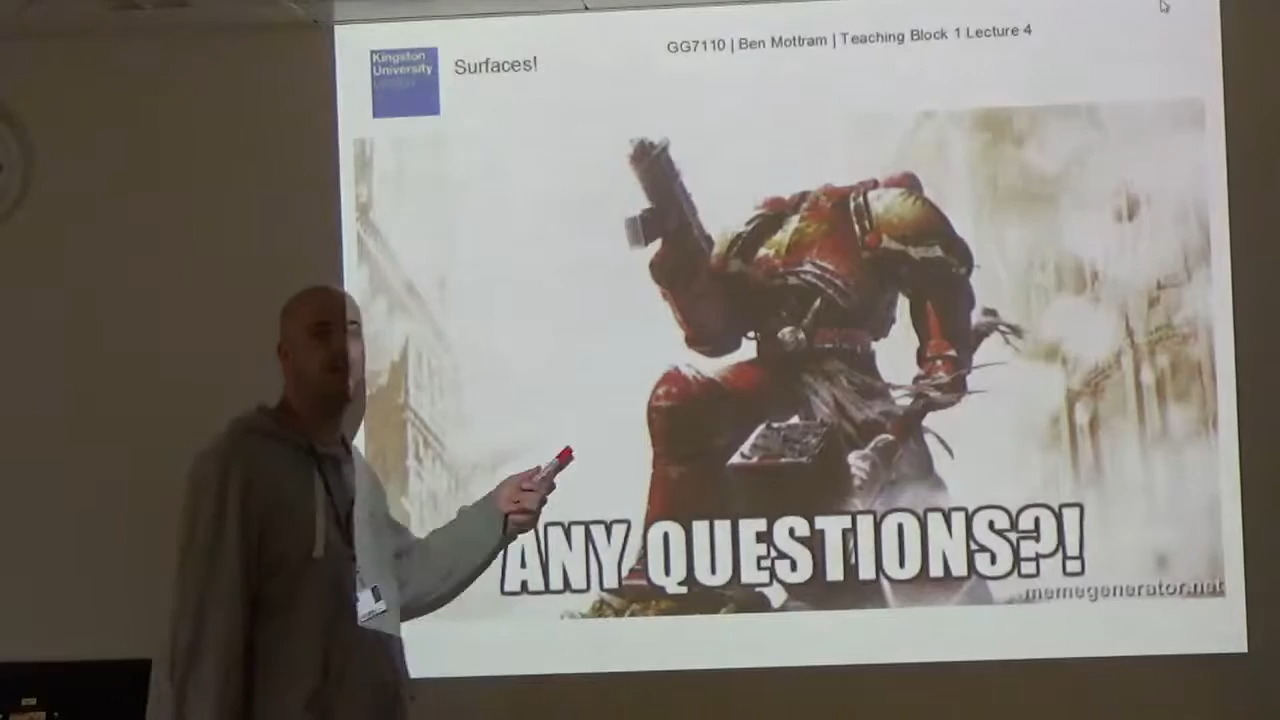 Kingston
University
London
Surfaces!
GG7110 | Ben Mottram | Teaching Block 1 Lecture 4
ANY QUESTIONS?!
memegenerator.net